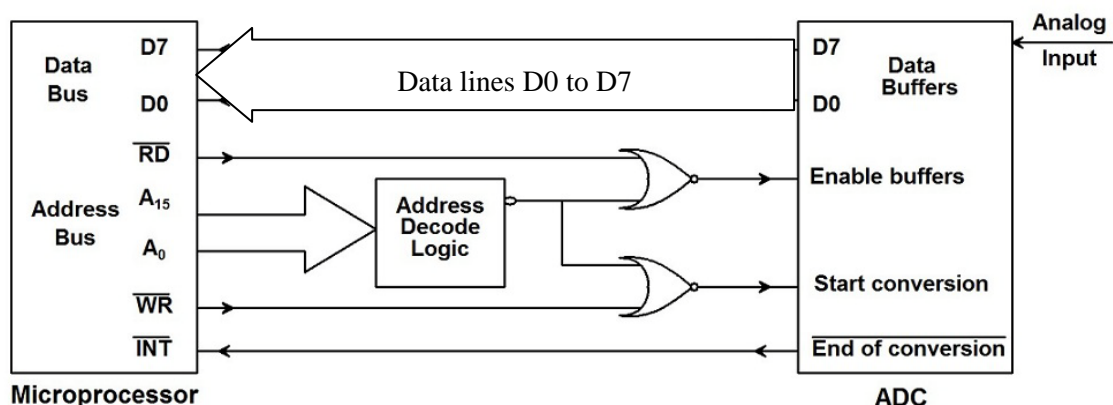 Analog
Input
D7
Data
Bus
D0
Data lines D0 to D7
D7
Data
Buffers
D0
RD
Enable buffers
A15
Address
Bus
A0
Address
Decode
Logic
Start conversion
WR
INT
End of conversion
Microprocessor
ADC